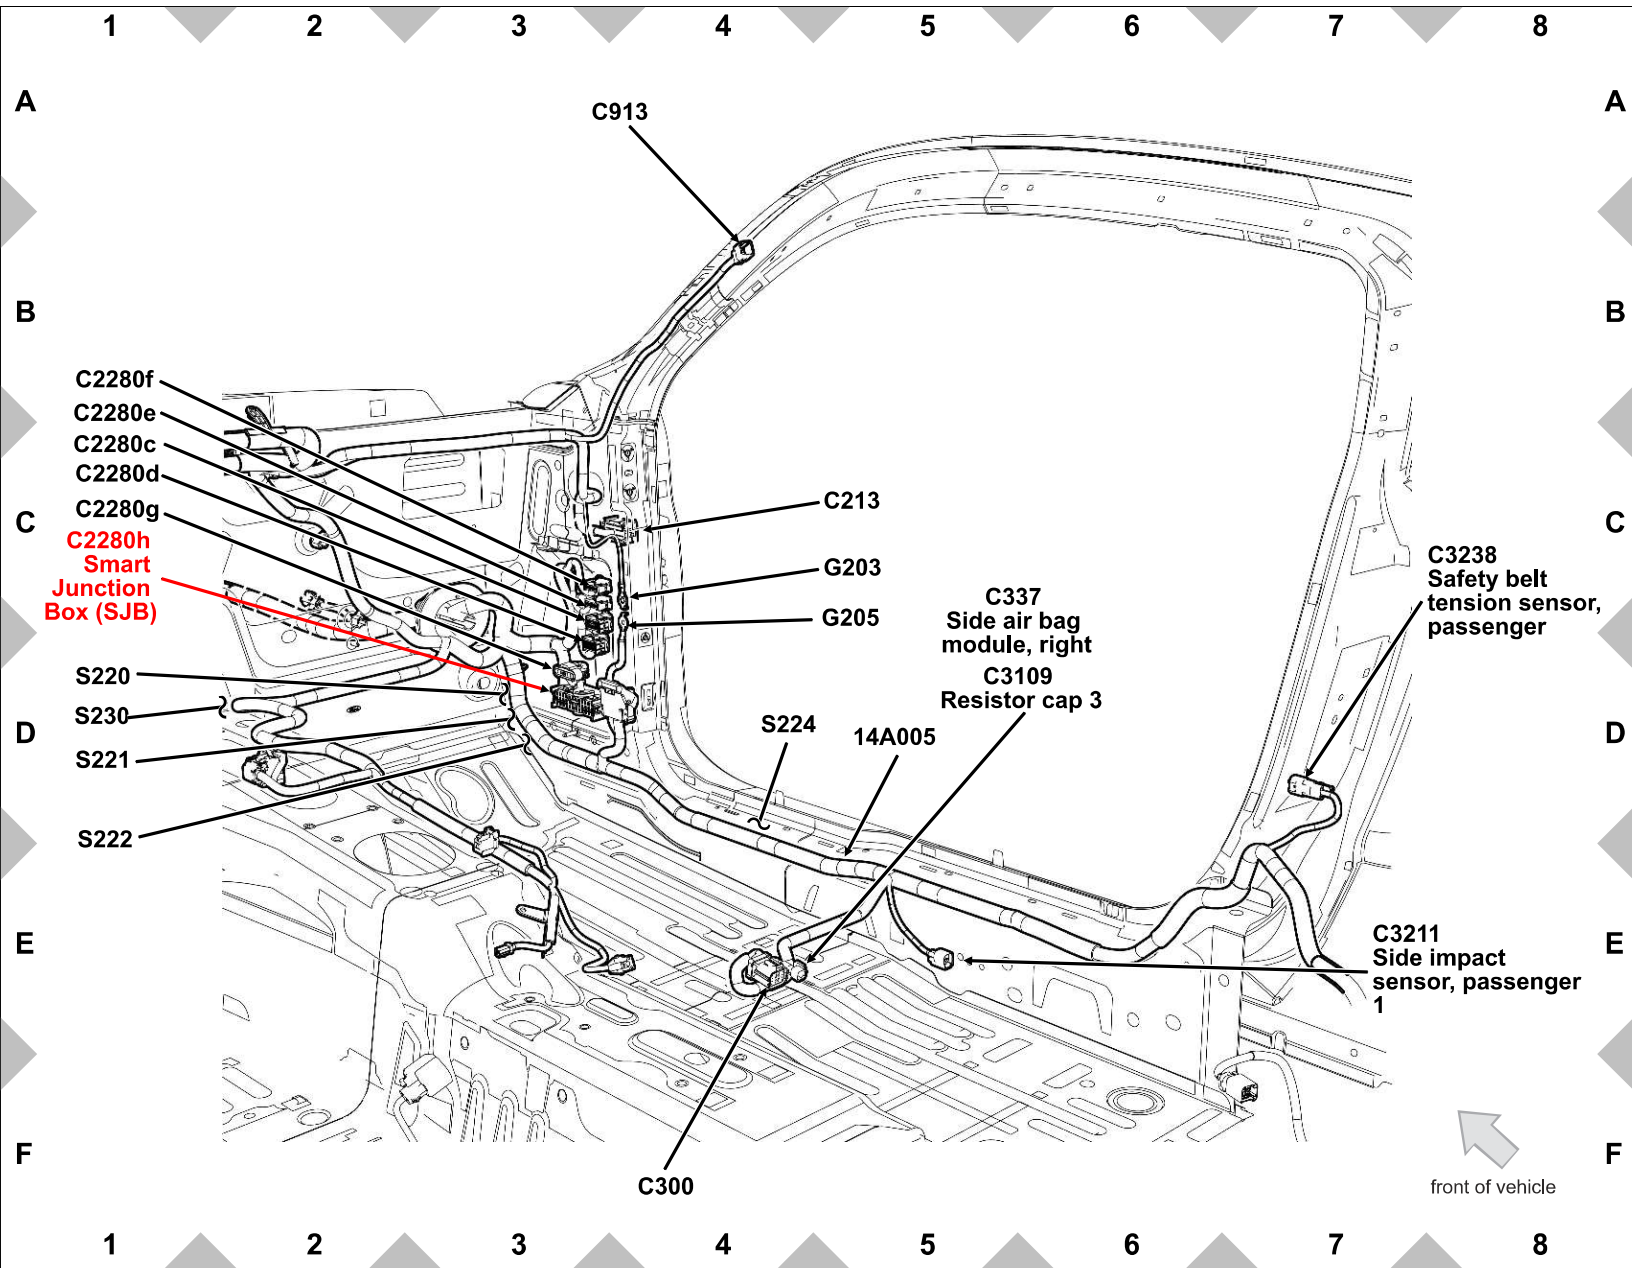 1 2 3 4 5 6 7 8
A A
C913
B B
C2280f
C2280e
C2280c
C2280d
C2280g
C C
C2280h
Smart
Junction
Box (SJB)
C213
G203
G205
C337
Side air bag
module, right
C3109
Resistor cap 3
C3238
Safety belt
tension sensor,
passenger
S220
S230
S221
S222
D D
S224
14A005
E E
C3211
Side impact
sensor, passenger
1
F F
C300
front of vehicle
1 2 3 4 5 6 7 8